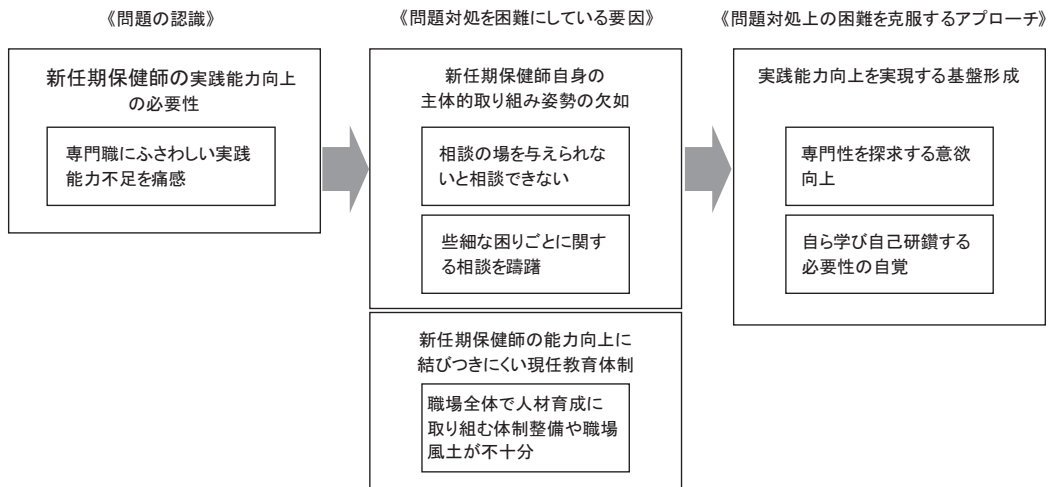 《問題の認識》
《問題対処を困難にしている要因》
《問題対処上の困難を克服するアプローチ》
新任期保健師の実践能力向上
の必要性
専門職にふさわしい実践
能力不足を痛感
新任期保健師自身の
主体的取り組み姿勢の欠如
相談の場を与えられな
いと相談できない
些細な困りごとに関す
る相談を躊躇
新任期保健師の能力向上に
結びつきにくい現任教育体制
職場全体で人材育成に
取り組む体制整備や職場
風土が不十分
実践能力向上を実現する基盤形成
専門性を探求する意欲
向上
自ら学び自己研鑽する
必要性の自覚